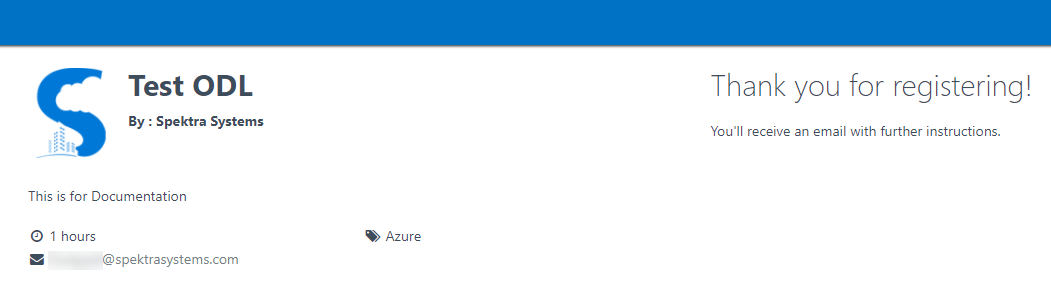 Test ODL
By : Spektra Systems
This is for Documentation
1 hours
Azure
@spektrasystems.com
Thank you for registering!
You'll receive an email with further instructions.